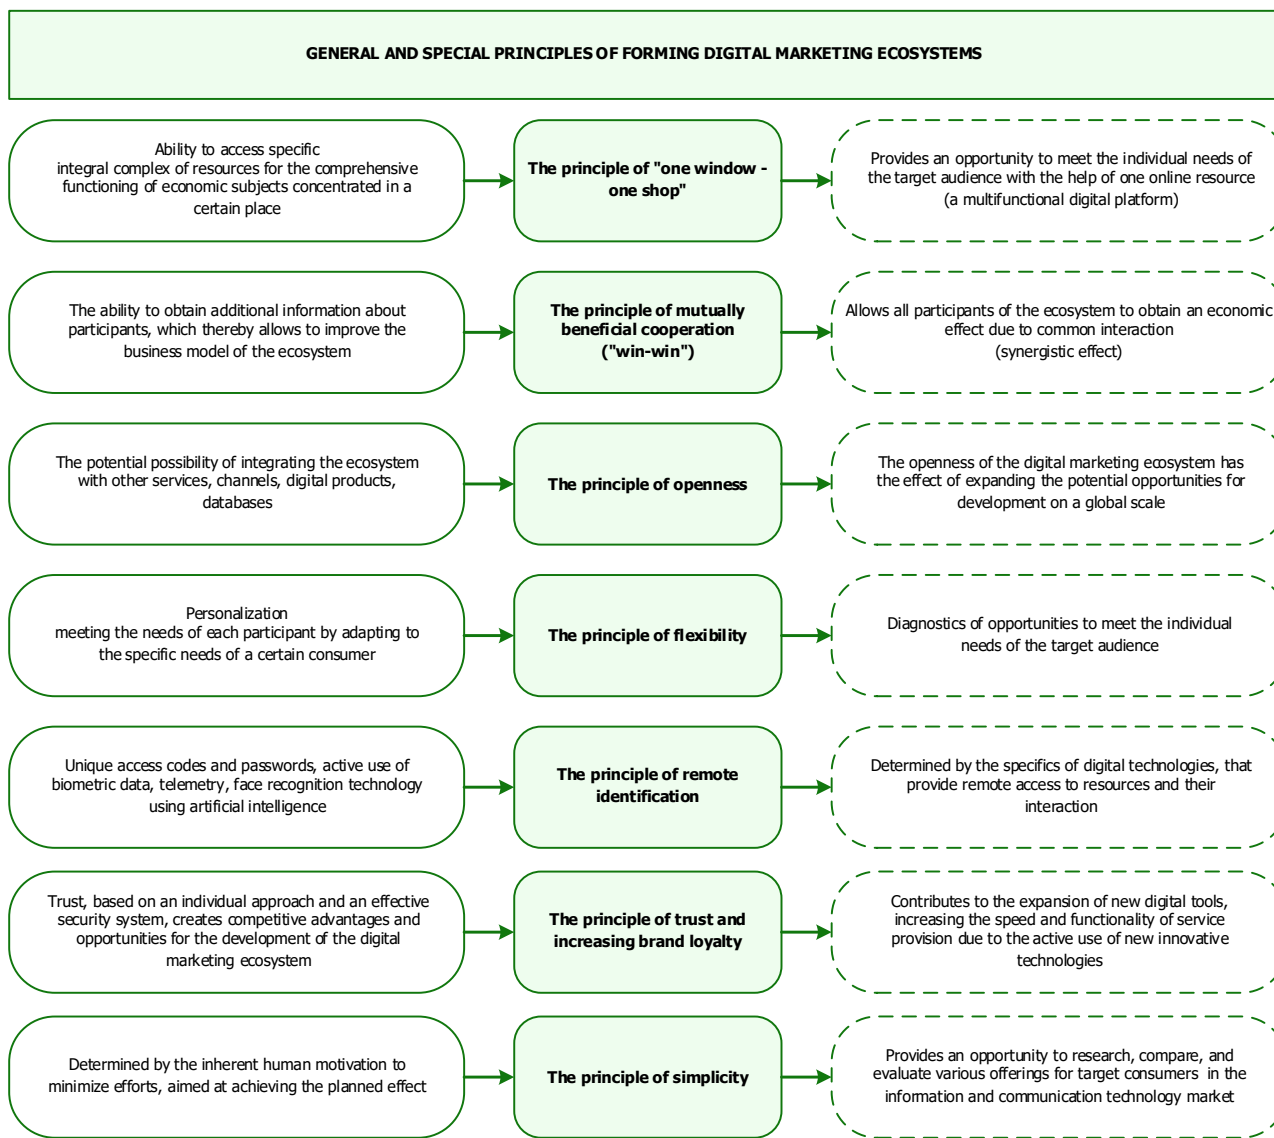 GENERAL AND SPECIAL PRINCIPLES OF FORMING DIGITAL MARKETING ECOSYSTEMS
Ability to access specific
integral complex of resources for the comprehensive
functioning of economic subjects concentrated in a
certain place
The principle of "one window -
one shop"
Provides an opportunity to meet the individual needs of
the target audience with the help of one online resource
(a multifunctional digital platform)
The ability to obtain additional information about
participants, which thereby allows to improve the
business model of the ecosystem
The principle of mutually
beneficial cooperation
("win-win")
Allows all participants of the ecosystem to obtain an economic
effect due to common interaction
(synergistic effect)
The potential possibility of integrating the ecosystem
with other services, channels, digital products,
databases
The principle of openness
The openness of the digital marketing ecosystem has
the effect of expanding the potential opportunities for
development on a global scale
Personalization
meeting the needs of each participant by adapting to
the specific needs of a certain consumer
The principle of flexibility
Diagnostics of opportunities to meet the individual
needs of the target audience
Unique access codes and passwords, active use of
biometric data, telemetry, face recognition technology
using artificial intelligence
The principle of remote
identification
Determined by the specifics of digital technologies, that
provide remote access to resources and their
interaction
Trust, based on an individual approach and an effective
security system, creates competitive advantages and
opportunities for the development of the digital
marketing ecosystem
The principle of trust and
increasing brand loyalty
Contributes to the expansion of new digital tools,
increasing the speed and functionality of service
provision due to the active use of new innovative
technologies
Determined by the inherent human motivation to
minimize efforts, aimed at achieving the planned effect
The principle of simplicity
Provides an opportunity to research, compare, and
evaluate various offerings for target consumers in the
information and communication technology market